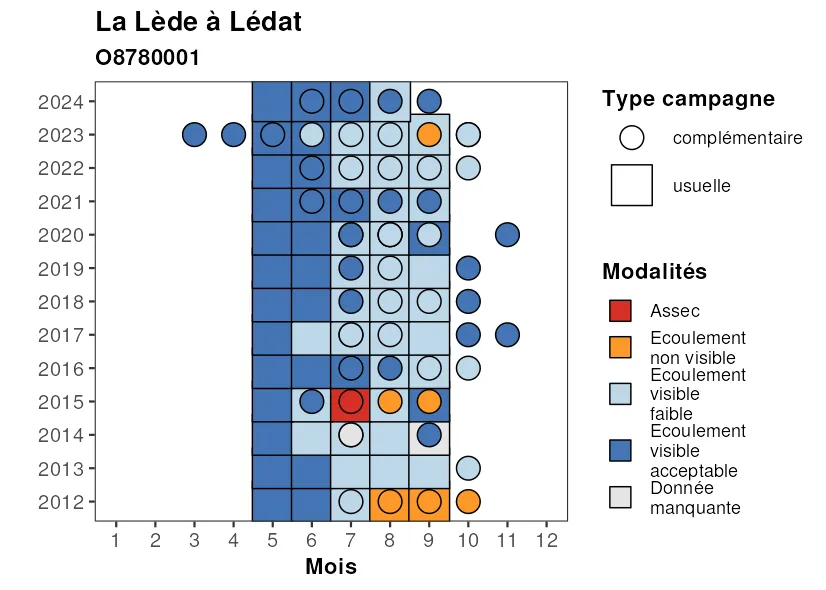 La Lède à Lédat
O8780001
2024
2023
2022
2021
2020
2019
2018
2017
2016
2015
2014
2013
2012
1 2 3 4 5 6 7 8 9 10 11 12
Mois
Type campagne
complémentaire
usuelle
Modalités
Assec
Ecoulement
non visible
Ecoulement
visible
faible
Ecoulement
visible
acceptable
Donnée
manquante